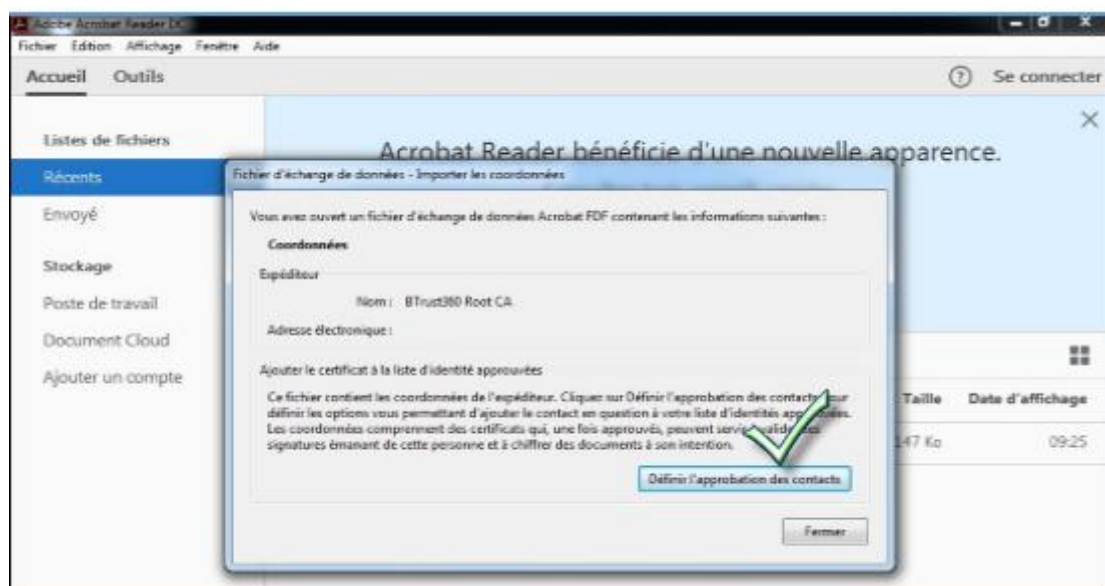 Adobe Acrobat Reader DC
Fichier Edition Affichage Fenêtre Aide
Accueil Outils
Se connecter
Listes de fichiers
Récents
Envoyé
Stockage
Poste de travail
Document Cloud
Ajouter un compte
Acrobat Reader bénéficie d'une nouvelle apparence.
Fichier d'échange de données - Importer les coordonnées
Vous avez ouvert un fichier d'échange de données Acrobat FDF contenant les informations suivantes :
Coordonnées
Expéditeur
Nom : BTrust360 Root CA
Adresse électronique :
Ajouter le certificat à la liste d'identité approuvées
Ce fichier contient les coordonnées de l'expéditeur. Cliquez sur Définir l'approbation des contacts
définir les options vous permettant d'ajouter le contact en question à votre liste d'identités
Les coordonnées comprennent des certificats qui, une fois approuvés, peuvent
signatures émanant de cette personne et à chiffrer des documents à son intention.
Définir l'approbation des contacts
Fermer
Taille Date d'affichage
147 Ko 09:25